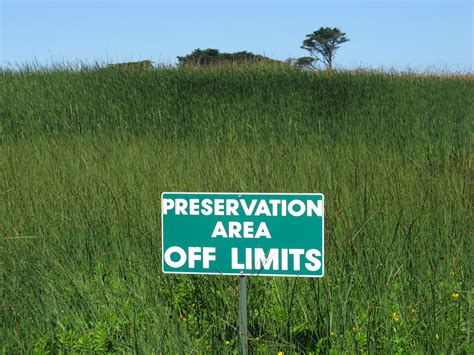 PRESERVATION
AREA
OFF LIMITS